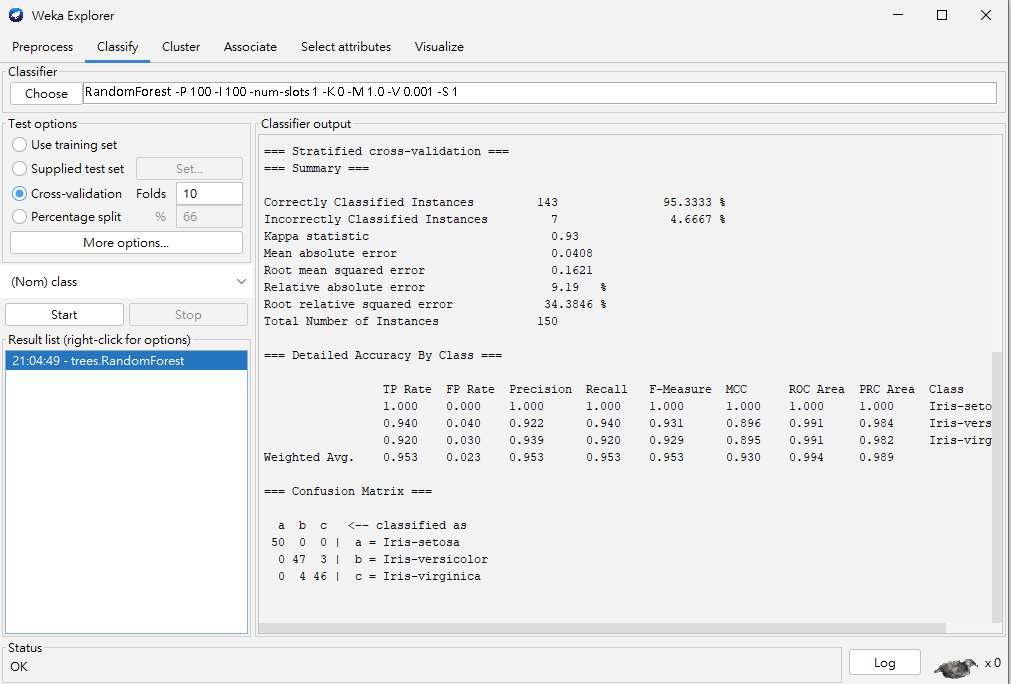 Weka Explorer
Preprocess Classify Cluster Associate Select attributes Visualize
Classifier
Choose RandomForest -P 100 -I 100 -num-slots 1 -K 0 -M 1.0 -V 0.001 -S 1
Test options
Use training set
Supplied test set Set...
Cross-validation Folds 10
Percentage split % 66
More options...
(Nom) class
Start Stop
Result list (right-click for options)
21:04:49 - trees.RandomForest
Classifier output
=== Stratified cross-validation ===
=== Summary ===
Correctly Classified Instances 143 95.3333 %
Incorrectly Classified Instances 7 4.6667 %
Kappa statistic 0.93
Mean absolute error 0.0408
Root mean squared error 0.1621
Relative absolute error 9.19 %
Root relative squared error 34.3846 %
Total Number of Instances 150
=== Detailed Accuracy By Class ===
TP Rate FP Rate Precision Recall F-Measure MCC ROC Area PRC Area Class
1.000 0.000 1.000 1.000 1.000 1.000 1.000 1.000 Iris-seto
0.940 0.040 0.922 0.940 0.931 0.896 0.991 0.984 Iris-vers
0.920 0.030 0.939 0.920 0.929 0.895 0.991 0.982 Iris-virg
Weighted Avg. 0.953 0.023 0.953 0.953 0.953 0.930 0.994 0.989
=== Confusion Matrix ===
a b c <-- classified as
50 0 0 | a = Iris-setosa
0 47 3 | b = Iris-versicolor
0 4 46 | c = Iris-virginica
Status
OK
Log x 0